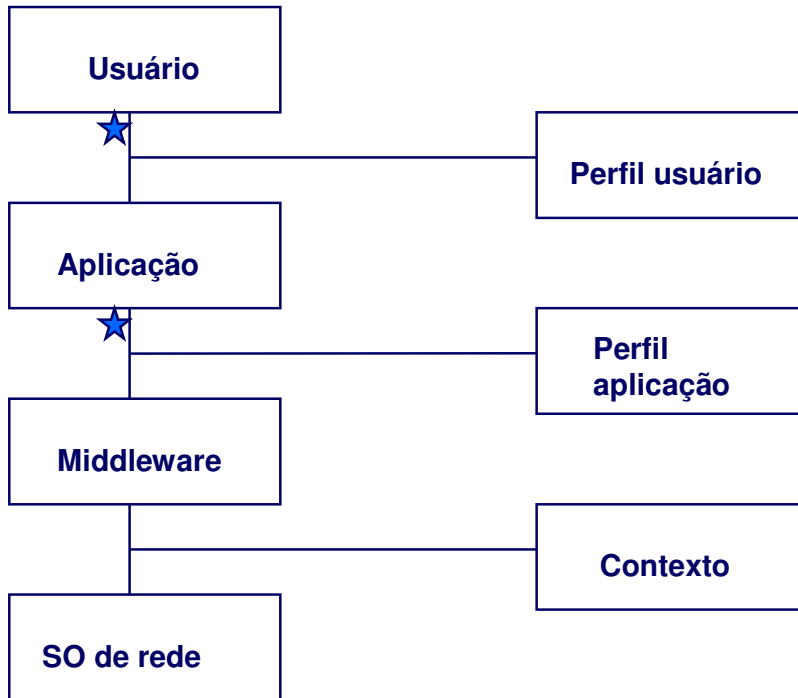 Usuário
Perfil usuário
Aplicação
Perfil
aplicação
Middleware
Contexto
SO de rede